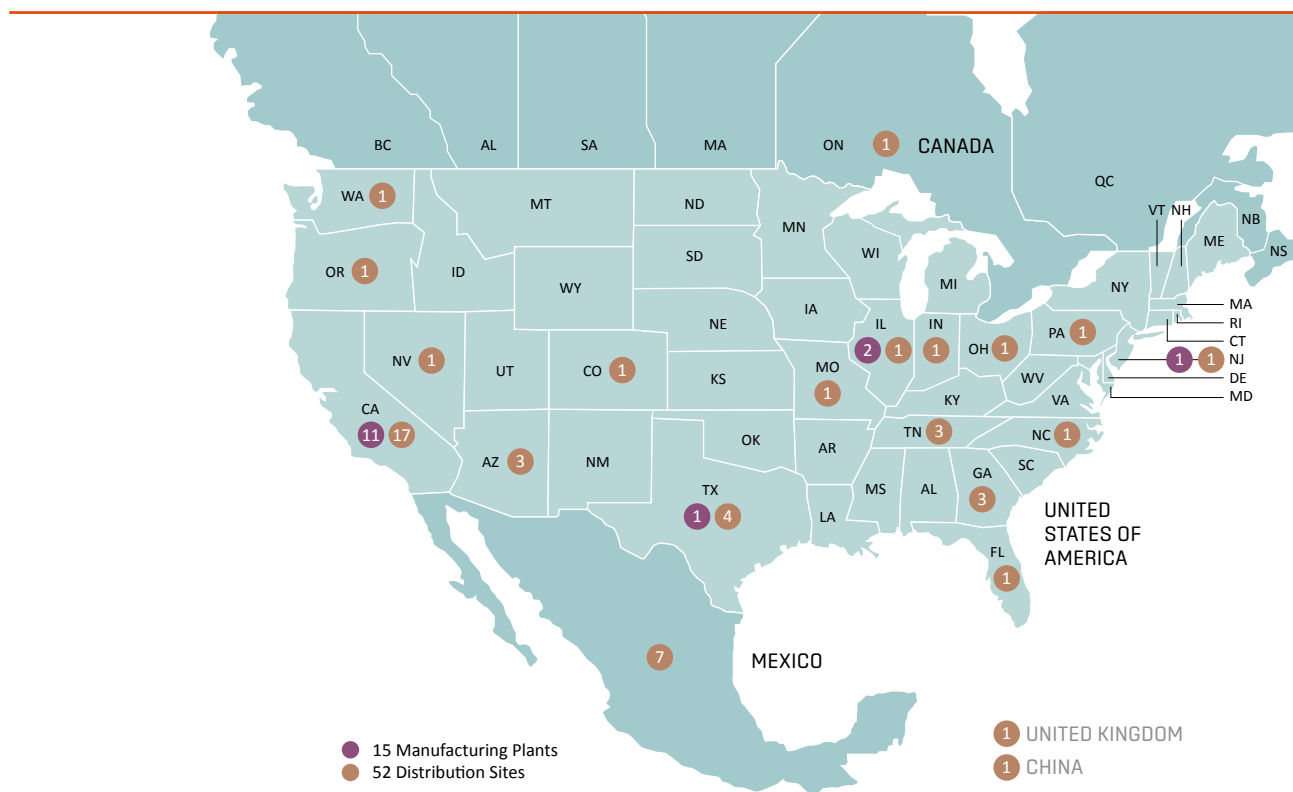 BC
AL
SA
MA
ON 1 CANADA
QC
WA 1
MT
ND
MN
VT NH
NB
ME
NS
OR 1
ID
SD
WI
WY
MI
NY
MA
RI
CT
1 1 NJ
DE
MD
IA
NE
IL
2 1
IN
1
OH 1
PA 1
NV 1
UT
CO 1
KS
MO
1
WV
VA
KY
CA
11 17
AZ 3
NM
OK
AR
TN 3
NC 1
SC
TX
1 4
LA
MS
AL
GA
3
UNITED
STATES OF
AMERICA
FL
1
7
MEXICO
15 Manufacturing Plants
52 Distribution Sites
1 UNITED KINGDOM
1 CHINA